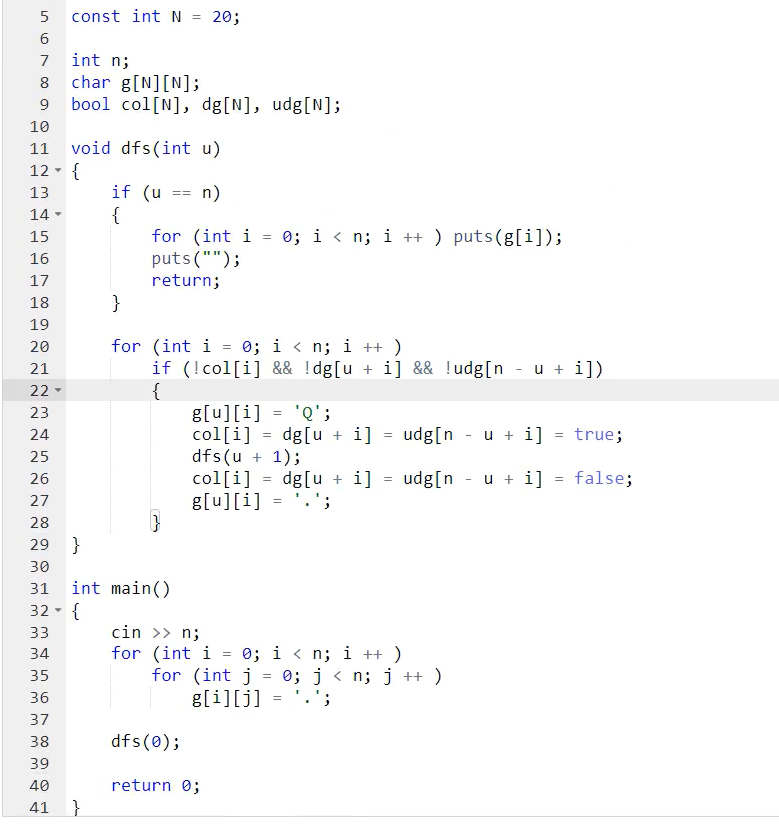 5 const int N = 20;
6
7 int n;
8 char g[N][N];
9 bool col[N], dg[N], udg[N];
10
11 void dfs(int u)
12 {
13     if (u == n)
14     {
15         for (int i = 0; i < n; i ++ ) puts(g[i]);
16         puts("");
17         return;
18     }
19
20     for (int i = 0; i < n; i ++ )
21         if (!col[i] && !dg[u + i] && !udg[n - u + i])
22         {
23             g[u][i] = 'Q';
24             col[i] = dg[u + i] = udg[n - u + i] = true;
25             dfs(u + 1);
26             col[i] = dg[u + i] = udg[n - u + i] = false;
27             g[u][i] = '.';
28         }
29 }
30
31 int main()
32 {
33     cin >> n;
34     for (int i = 0; i < n; i ++ )
35         for (int j = 0; j < n; j ++ )
36             g[i][j] = '.';
37
38     dfs(0);
39
40     return 0;
41 }